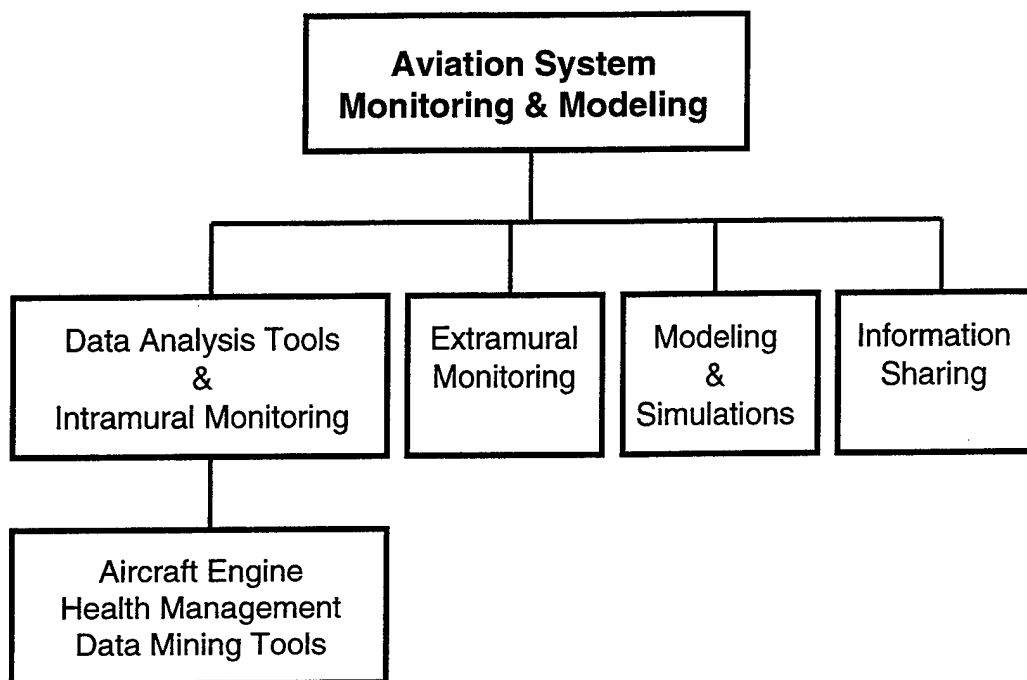 Aviation System
Monitoring & Modeling
Data Analysis Tools
&
Intramural Monitoring
Extramural
Monitoring
Modeling
&
Simulations
Information
Sharing
Aircraft Engine
Health Management
Data Mining Tools